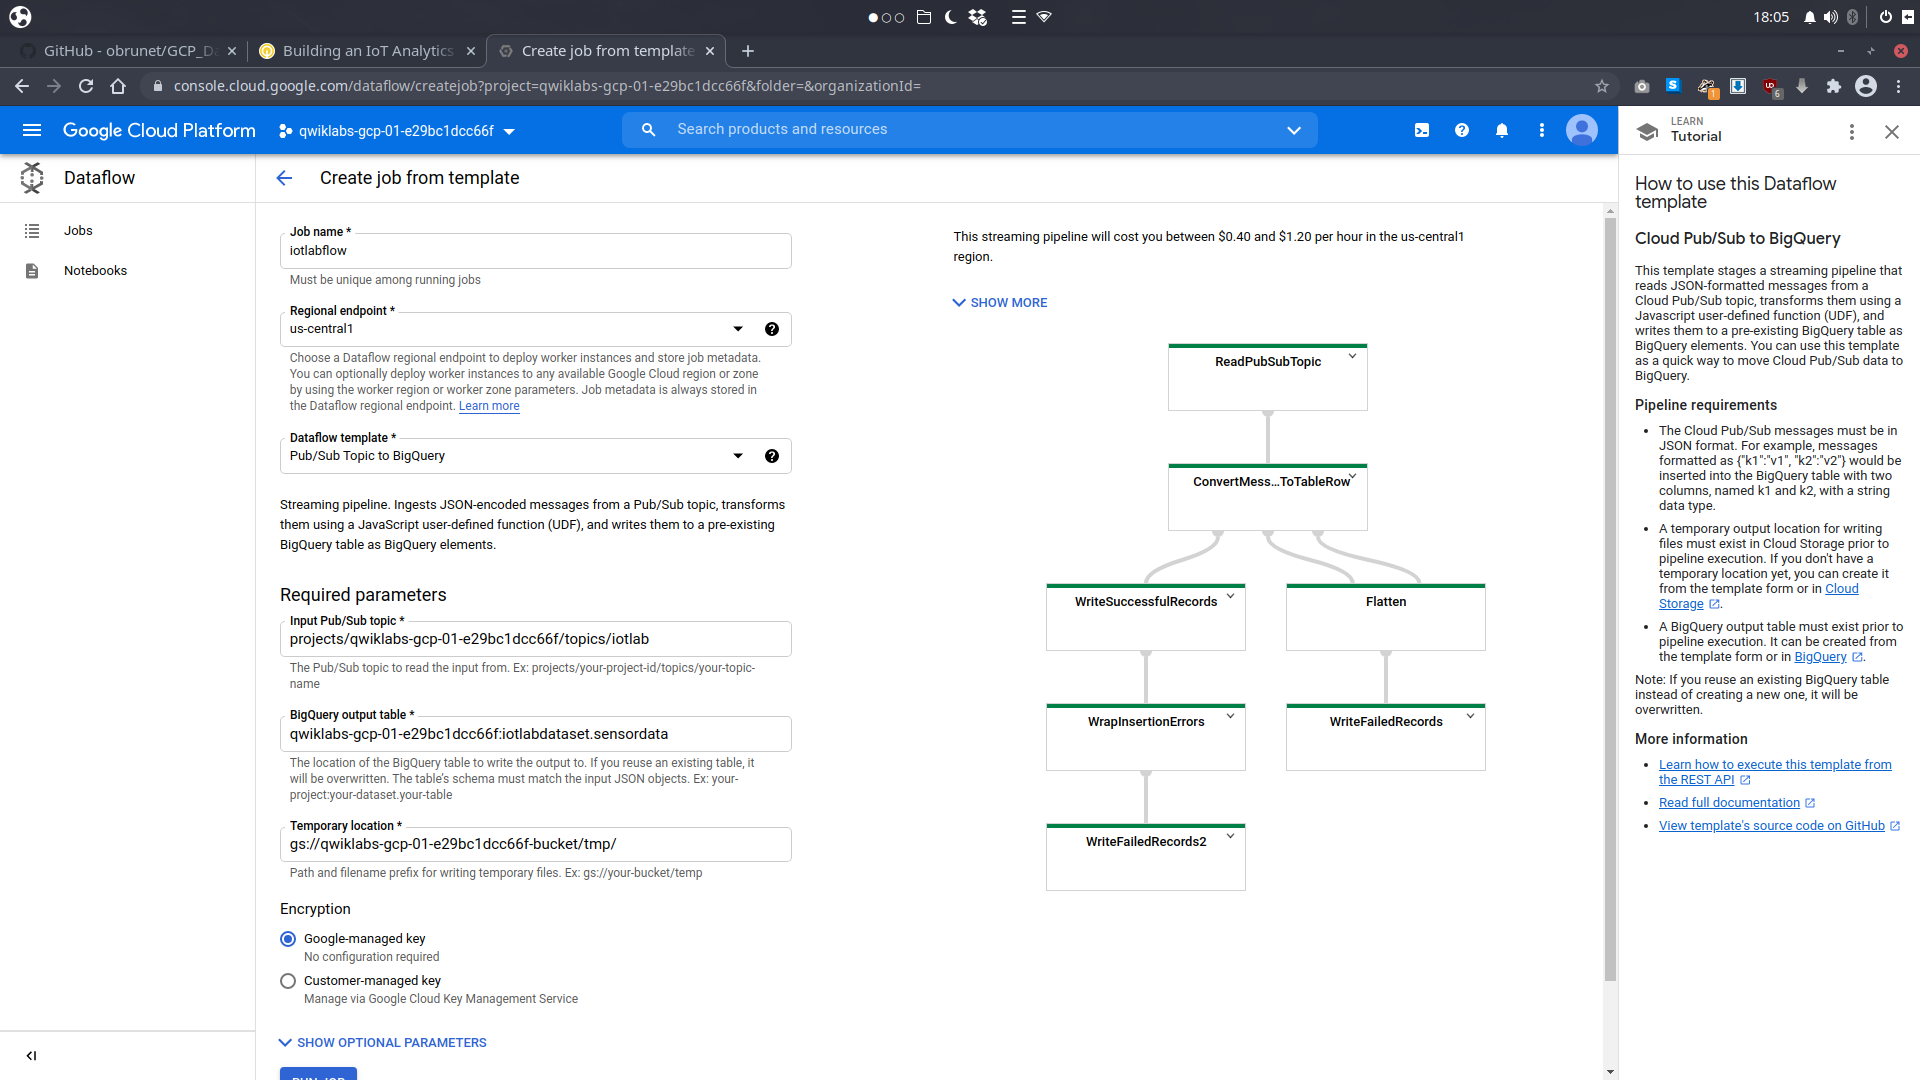 18:05
GitHub - obrunet/GCP_Da
Building an IoT Analytics
Create job from template
console.cloud.google.com/dataflow/createjob?project=qwiklabs-gcp-01-e29bc1dcc66f&folder=&organizationId=
1
6
Google Cloud Platform
qwiklabs-gcp-01-e29bc1dcc66f
Search products and resources
LEARN
Tutorial
Dataflow
Create job from template
Jobs
Notebooks
Job name *
iotlabflow
Must be unique among running jobs
Regional endpoint *
us-central1
Choose a Dataflow regional endpoint to deploy worker instances and store job metadata.
You can optionally deploy worker instances to any available Google Cloud region or zone
by using the worker region or worker zone parameters. Job metadata is always stored in
the Dataflow regional endpoint. Learn more
Dataflow template *
Pub/Sub Topic to BigQuery
Streaming pipeline. Ingests JSON-encoded messages from a Pub/Sub topic, transforms
them using a JavaScript user-defined function (UDF), and writes them to a pre-existing
BigQuery table as BigQuery elements.
Required parameters
Input Pub/Sub topic *
projects/qwiklabs-gcp-01-e29bc1dcc66f/topics/iotlab
The Pub/Sub topic to read the input from. Ex: projects/your-project-id/topics/your-topic-
name
BigQuery output table *
qwiklabs-gcp-01-e29bc1dcc66f:iotlabdataset.sensordata
The location of the BigQuery table to write the output to. If you reuse an existing table, it
will be overwritten. The table's schema must match the input JSON objects. Ex: your-
project:your-dataset.your-table
Temporary location *
gs://qwiklabs-gcp-01-e29bc1dcc66f-bucket/tmp/
Path and filename prefix for writing temporary files. Ex: gs://your-bucket/temp
Encryption
Google-managed key
No configuration required
Customer-managed key
Manage via Google Cloud Key Management Service
SHOW OPTIONAL PARAMETERS
RUN JOB
This streaming pipeline will cost you between $0.40 and $1.20 per hour in the us-central1
region.
SHOW MORE
ReadPubSubTopic
ConvertMess...ToTableRow
WriteSuccessfulRecords
Flatten
WrapInsertionErrors
WriteFailedRecords
WriteFailedRecords2
How to use this Dataflow
template
Cloud Pub/Sub to BigQuery
This template stages a streaming pipeline that
reads JSON-formatted messages from a
Cloud Pub/Sub topic, transforms them using a
Javascript user-defined function (UDF), and
writes them to a pre-existing BigQuery table as
BigQuery elements. You can use this template
as a quick way to move Cloud Pub/Sub data to
BigQuery.
Pipeline requirements
• The Cloud Pub/Sub messages must be in
JSON format. For example, messages
formatted as {"k1":"v1", "k2":"v2"} would be
inserted into the BigQuery table with two
columns, named k1 and k2, with a string
data type.
• A temporary output location for writing
files must exist in Cloud Storage prior to
pipeline execution. If you don't have a
temporary location yet, you can create it
from the template form or in Cloud
Storage.
• A BigQuery output table must exist prior to
pipeline execution. It can be created from
the template form or in BigQuery.
Note: If you reuse an existing BigQuery table
instead of creating a new one, it will be
overwritten.
More information
• Learn how to execute this template from
the REST API
• Read full documentation
• View template's source code on GitHub